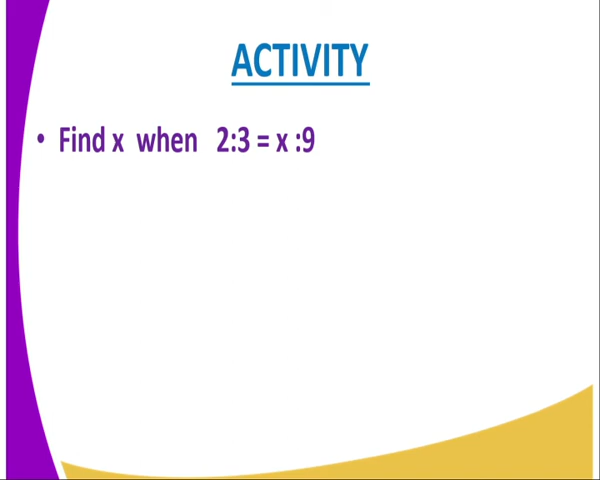 ACTIVITY
• Find x when 2:3 = x :9